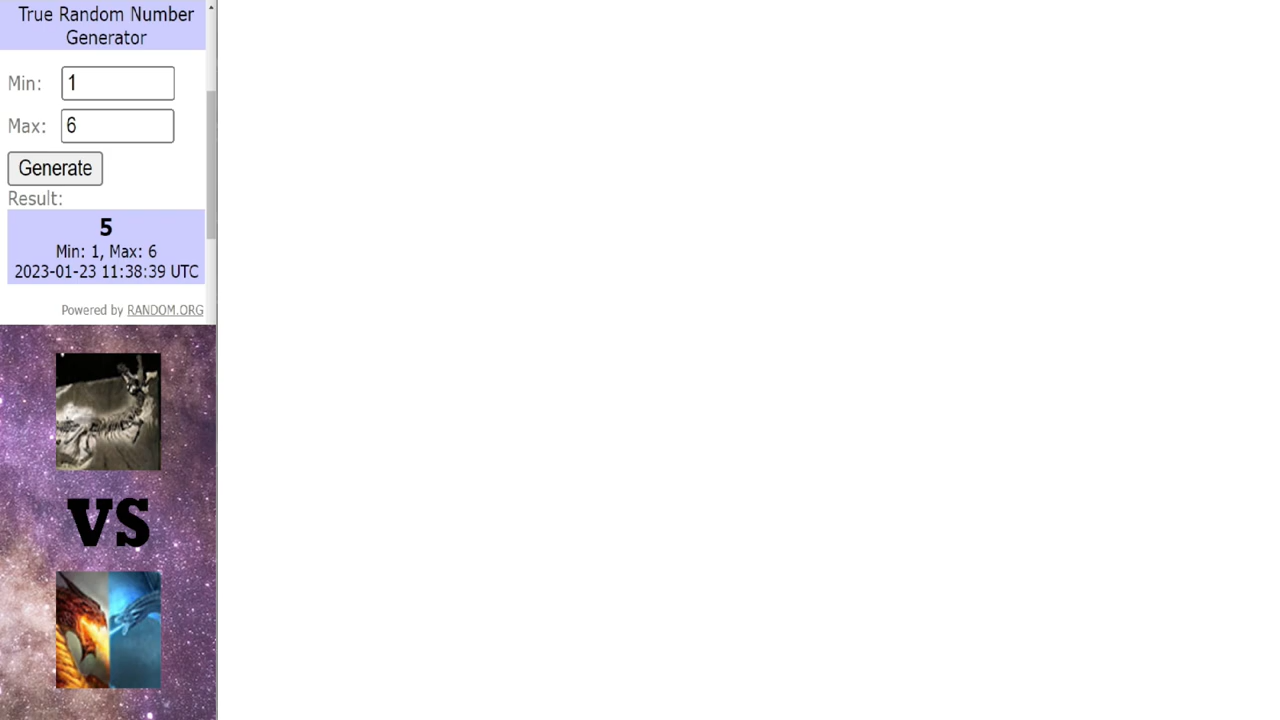 True Random Number
Generator
Min: 1
Max: 6
Generate
Result:
5
Min: 1, Max: 6
2023-01-23 11:38:39 UTC
Powered by RANDOM.ORG
VS